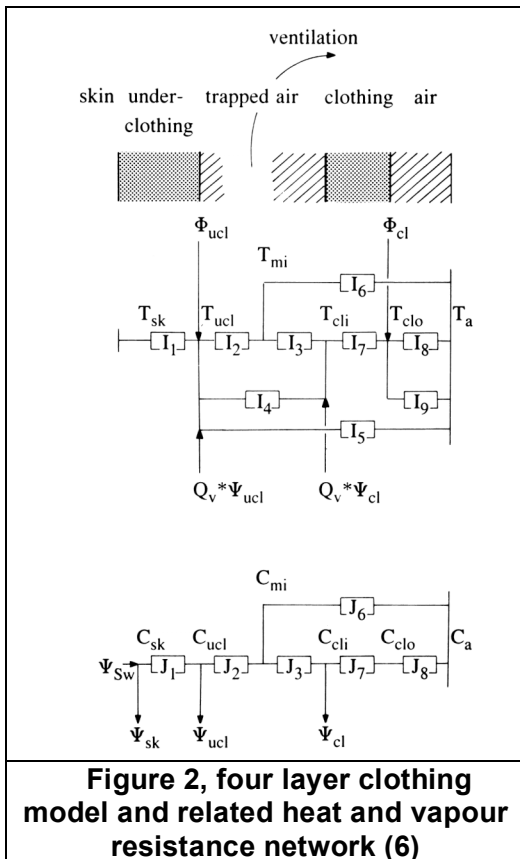 ventilation
skin under- trapped air clothing air
clothing
Φucl Φcl
Tmi
I6
Tsk Tucl Tcli Tclo Ta
I1 I2 I3 I7 I8
I4 I9
I5
Qv*Ψucl Qv*Ψcl
Cmi
J6
Csk Cucl Ccli Cclo Ca
ΨSw J1 J2 J3 J7 J8
Ψsk Ψucl Ψcl
Figure 2, four layer clothing
model and related heat and vapour
resistance network (6)